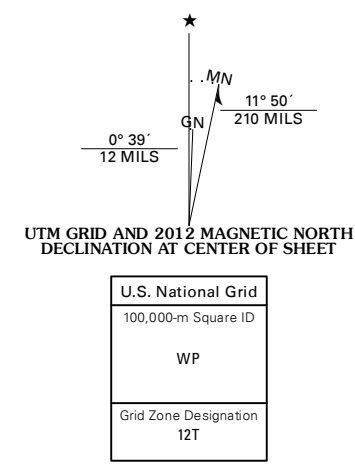 ★
MN
GN
11° 50´
210 MILS
0° 39´
12 MILS
UTM GRID AND 2012 MAGNETIC NORTH
DECLINATION AT CENTER OF SHEET
U.S. National Grid
100,000-m Square ID
WP
Grid Zone Designation
12T